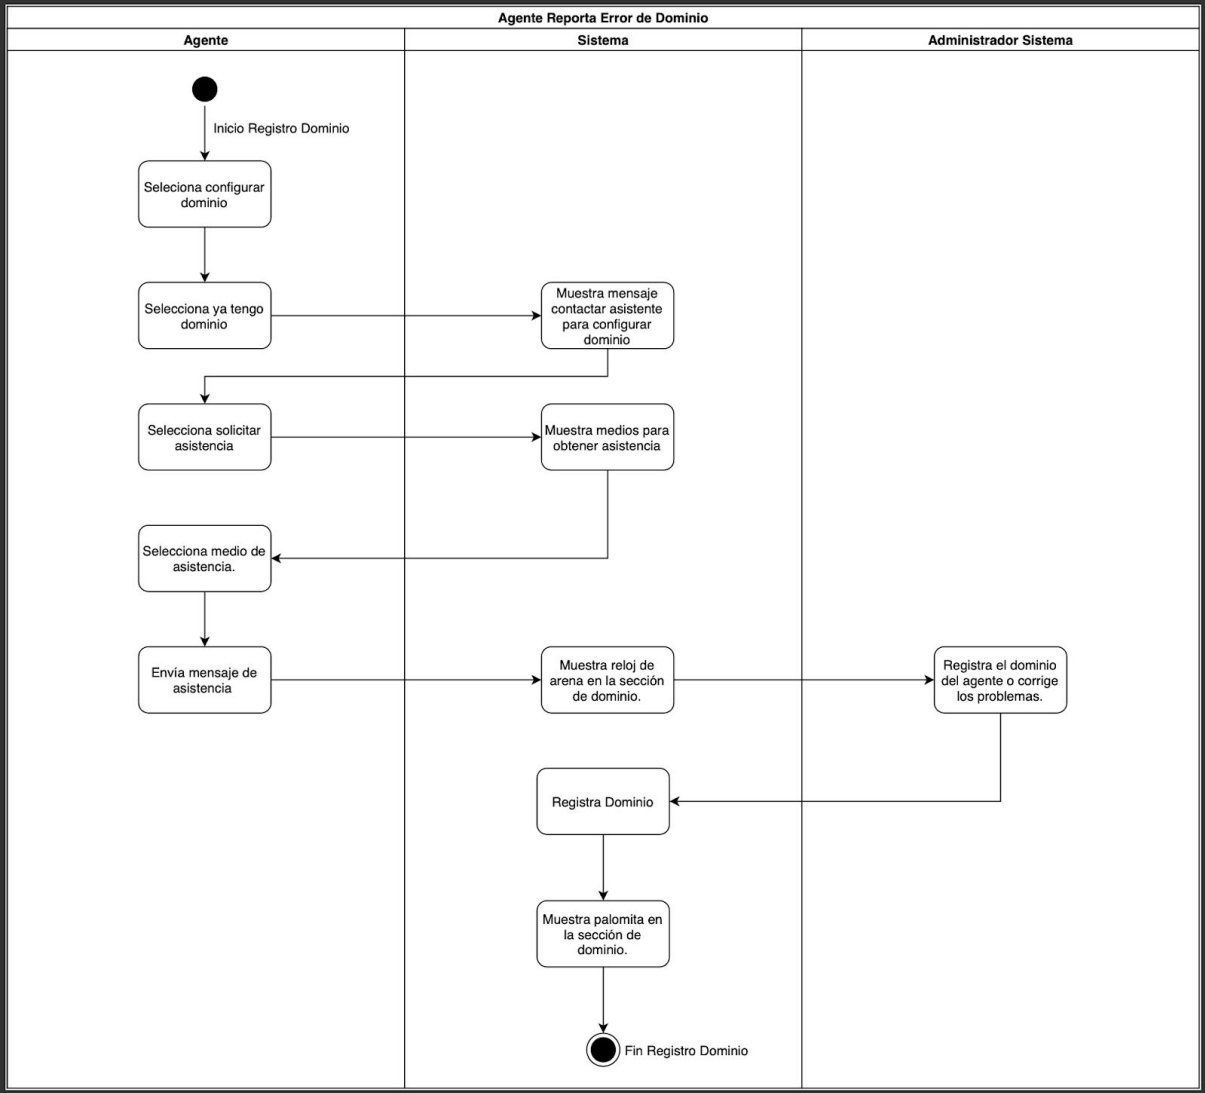 Agente Reporta Error de Dominio
Agente
Sistema
Administrador Sistema
Inicio Registro Dominio
Seleciona configurar
dominio
Selecciona ya tengo
dominio
Muestra mensaje
contactar asistente
para configurar
dominio
Selecciona solicitar
asistencia
Muestra medios para
obtener asistencia
Selecciona medio de
asistencia.
Envía mensaje de
asistencia
Muestra reloj de
arena en la sección
de dominio.
Registra el dominio
del agente o corrige
los problemas.
Registra Dominio
Muestra palomita en
la sección de
dominio.
Fin Registro Dominio